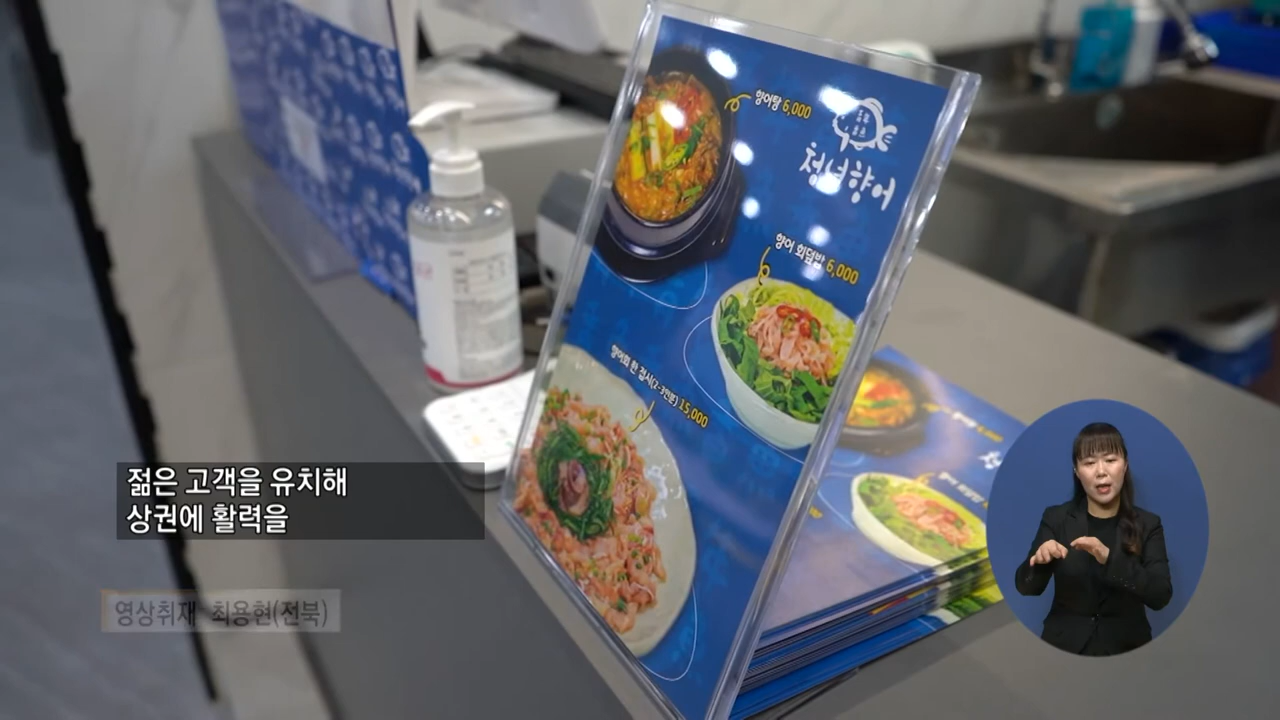 향어탕 6,000
청녀향어
향어 회덮밥 6,000
향어회 한 접시(2-3인분) 15,000
젊은 고객을 유치해
상권에 활력을
영상취재 최용현(전북)